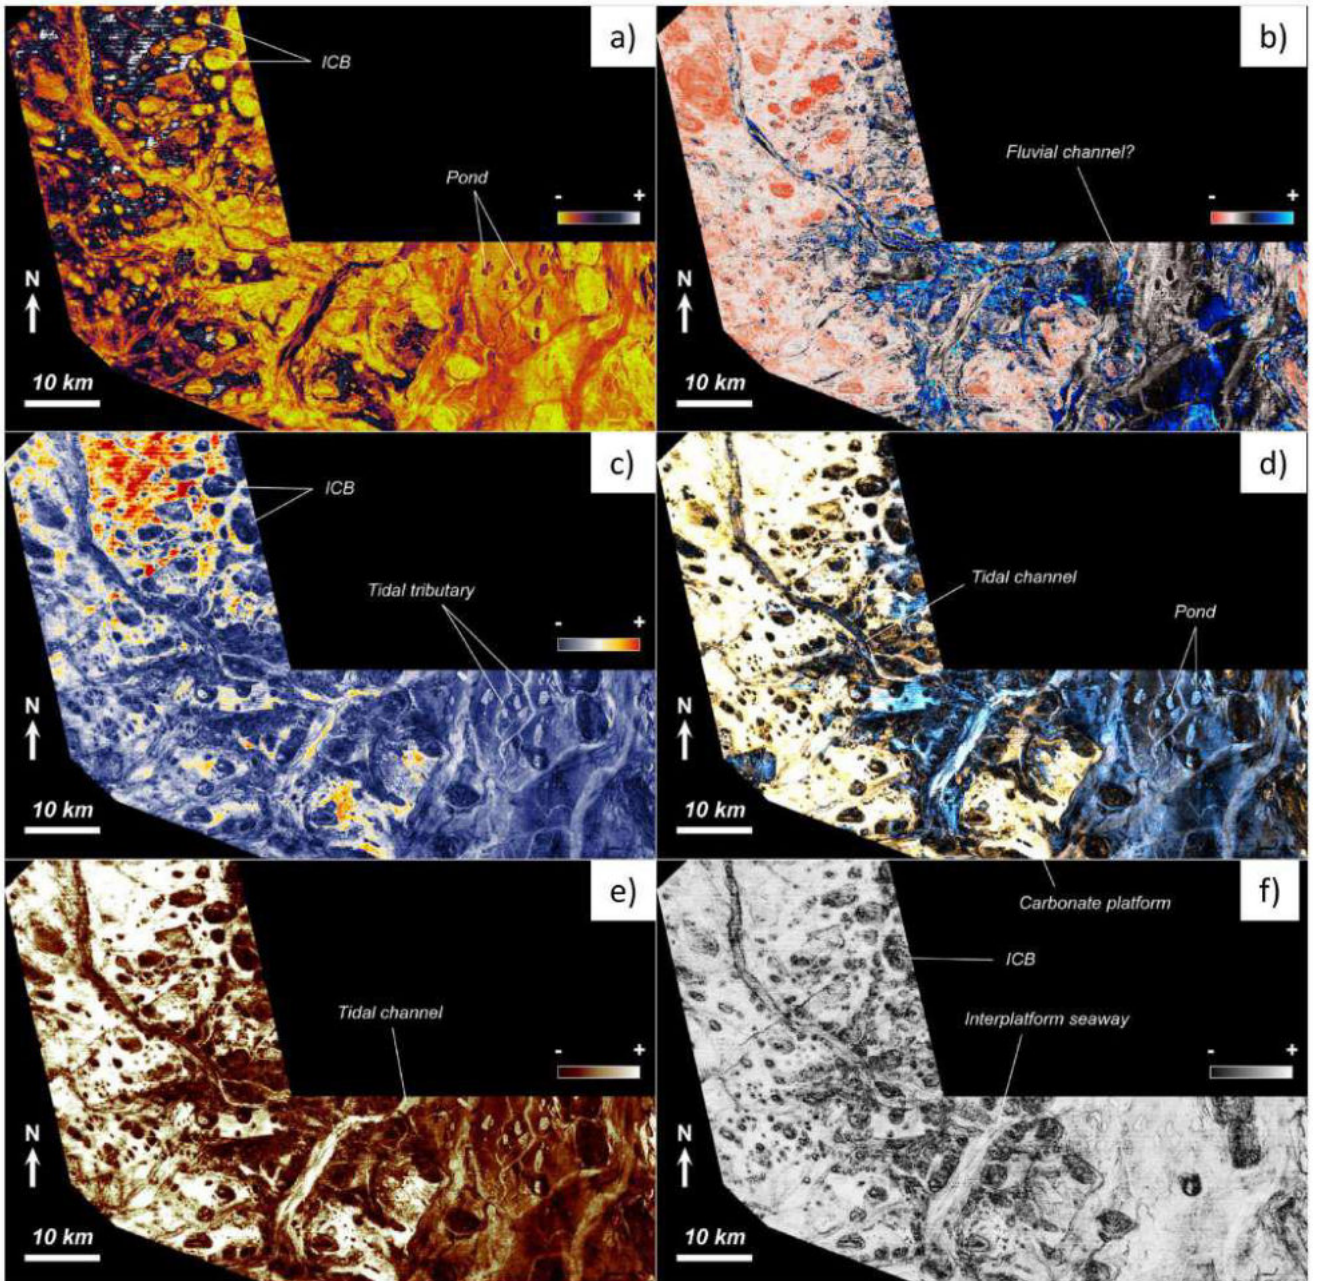 a)
ICB
Pond
- +
N
10 km
b)
Fluvial channel?
- +
N
10 km
c)
ICB
Tidal tributary
- +
N
10 km
d)
Tidal channel
Pond
N
10 km
Carbonate platform
e)
Tidal channel
- +
N
10 km
f)
ICB
Interplatform seaway
- +
N
10 km